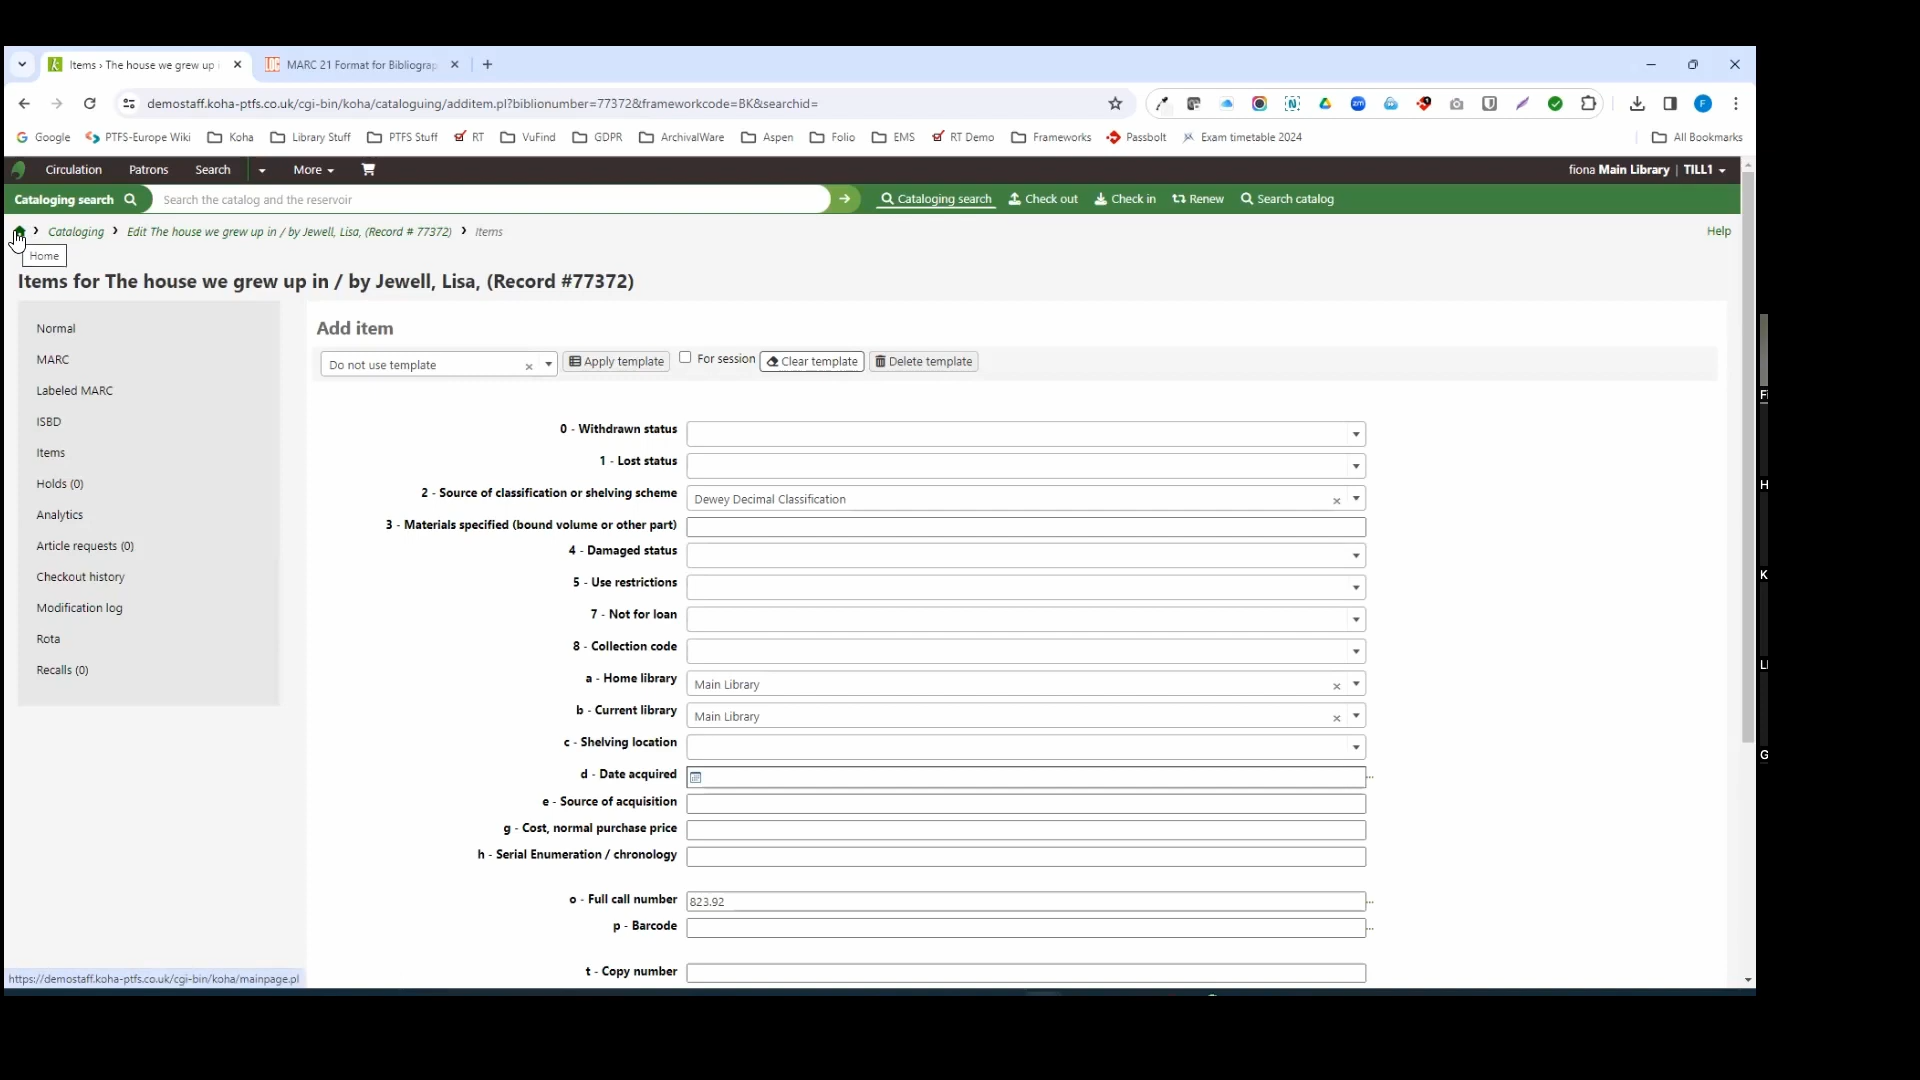 Items › The house we grew up i
MARC 21 Format for Bibliograp
demostaff.koha-ptfs.co.uk/cgi-bin/koha/cataloguing/additem.pl?biblionumber=77372&frameworkcode=BK&searchid=
Google PTFS-Europe Wiki Koha Library Stuff PTFS Stuff RT VuFind GDPR ArchivalWare Aspen Folio EMS RT Demo Frameworks Passbolt Exam timetable 2024 All Bookmarks
Circulation Patrons Search More fiona Main Library | TILL1
Cataloging search Search the catalog and the reservoir Cataloging search Check out Check in Renew Search catalog
Cataloging Edit The house we grew up in / by Jewell, Lisa, (Record # 77372) Items Help
Home
Items for The house we grew up in / by Jewell, Lisa, (Record #77372)
Normal
MARC
Labeled MARC
ISBD
Items
Holds (0)
Analytics
Article requests (0)
Checkout history
Modification log
Rota
Recalls (0)
Add item
Do not use template × Apply template For session Clear template Delete template
0 - Withdrawn status
1 - Lost status
2 - Source of classification or shelving scheme Dewey Decimal Classification ×
3 - Materials specified (bound volume or other part)
4 - Damaged status
5 - Use restrictions
7 - Not for loan
8 - Collection code
a - Home library Main Library ×
b - Current library Main Library ×
c - Shelving location
d - Date acquired ...
e - Source of acquisition
g - Cost, normal purchase price
h - Serial Enumeration / chronology
o - Full call number 823.92 ...
p - Barcode ...
t - Copy number
https://demostaff.koha-ptfs.co.uk/cgi-bin/koha/mainpage.pl
Fi
H
K
LI
G